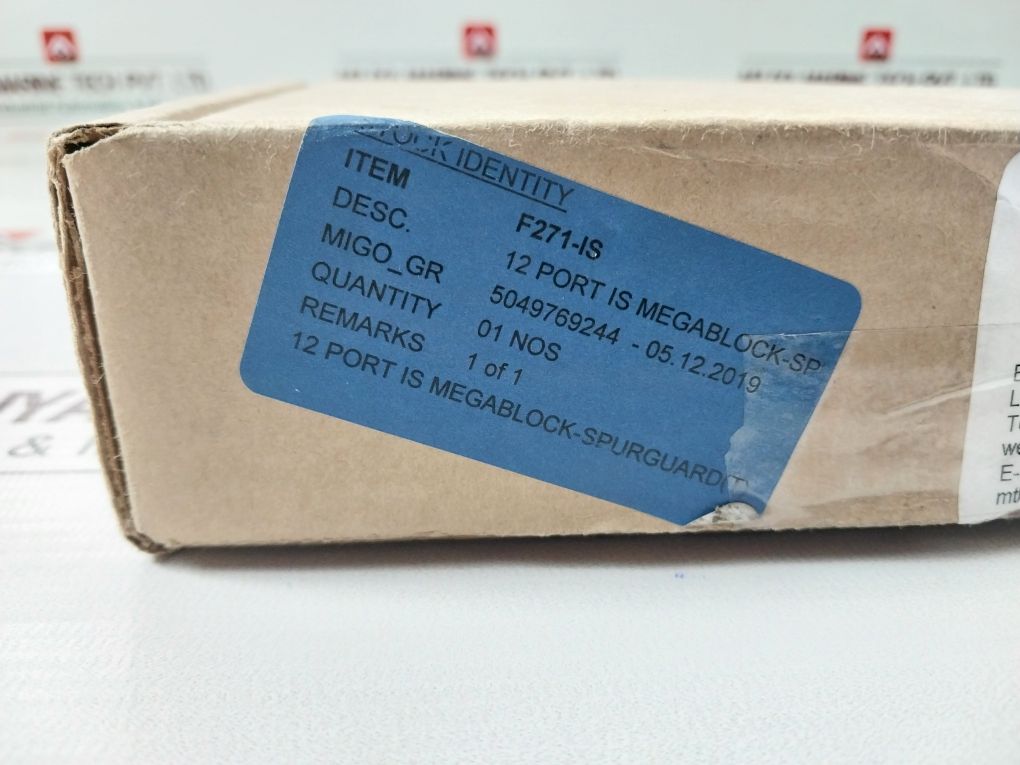 STOCK IDENTITY
ITEM F271-IS
DESC. 12 PORT IS MEGABLOCK-SP
MIGO_GR 5049769244 - 05.12.2019
QUANTITY 01 NOS
REMARKS 1 of 1
12 PORT IS MEGABLOCK-SPURGUARD(T)
E-